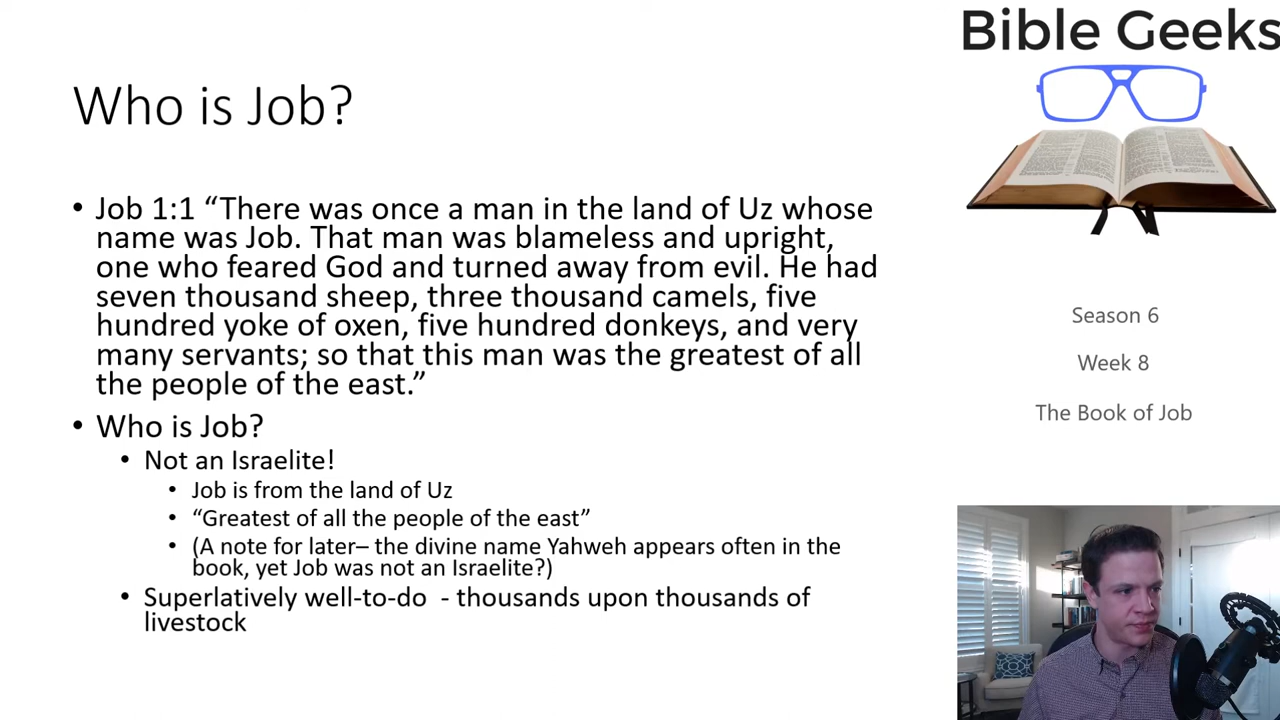 Bible Geeks
Who is Job?
• Job 1:1 “There was once a man in the land of Uz whose
name was Job. That man was blameless and upright,
one who feared God and turned away from evil. He had
seven thousand sheep, three thousand camels, five
hundred yoke of oxen, five hundred donkeys, and very
many servants; so that this man was the greatest of all
the people of the east.”
• Who is Job?
• Not an Israelite!
• Job is from the land of Uz
• “Greatest of all the people of the east”
• (A note for later– the divine name Yahweh appears often in the
book, yet Job was not an Israelite?)
• Superlatively well-to-do - thousands upon thousands of
livestock
Season 6
Week 8
The Book of Job